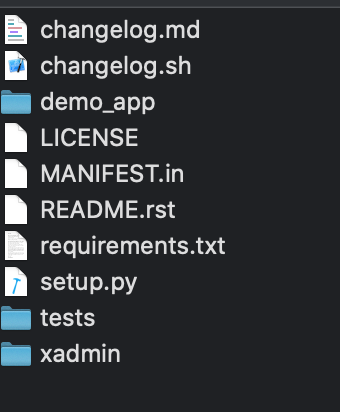 changelog.md
changelog.sh
demo_app
LICENSE
MANIFEST.in
README.rst
requirements.txt
setup.py
tests
xadmin